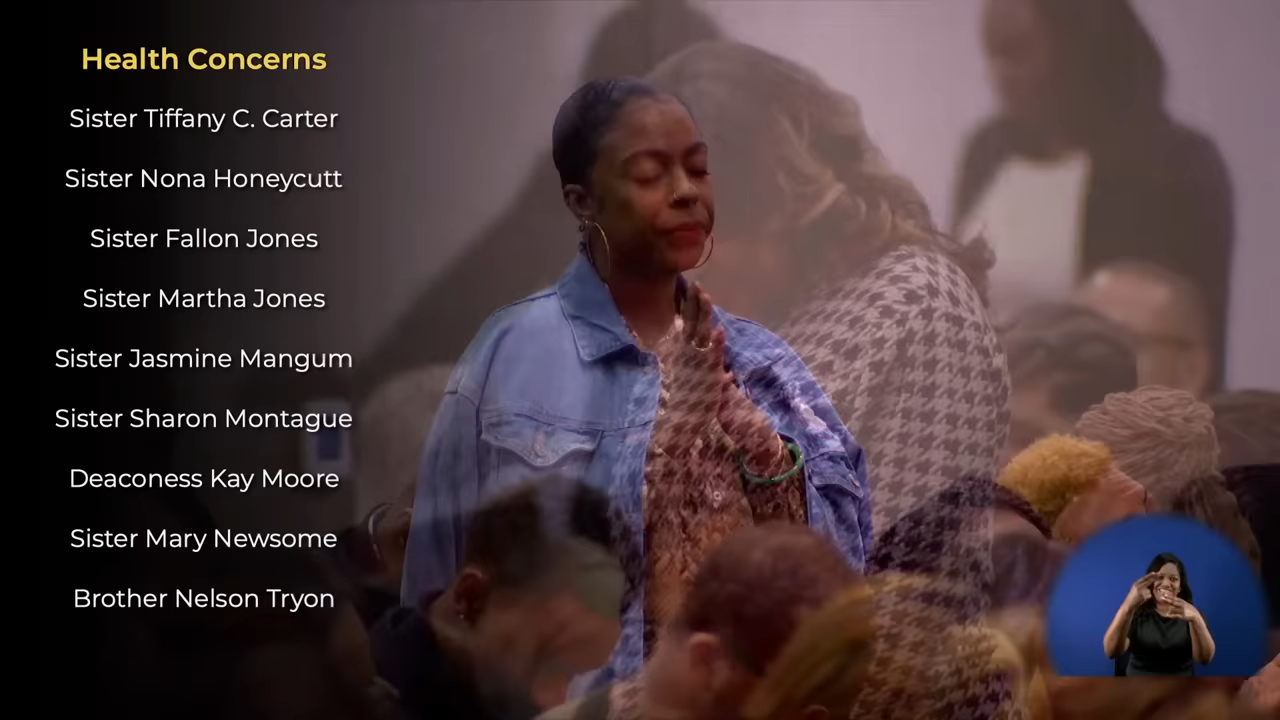 Health Concerns
Sister Tiffany C. Carter
Sister Nona Honeycutt
Sister Fallon Jones
Sister Martha Jones
Sister Jasmine Mangum
Sister Sharon Montague
Deaconess Kay Moore
Sister Mary Newsome
Brother Nelson Tryon